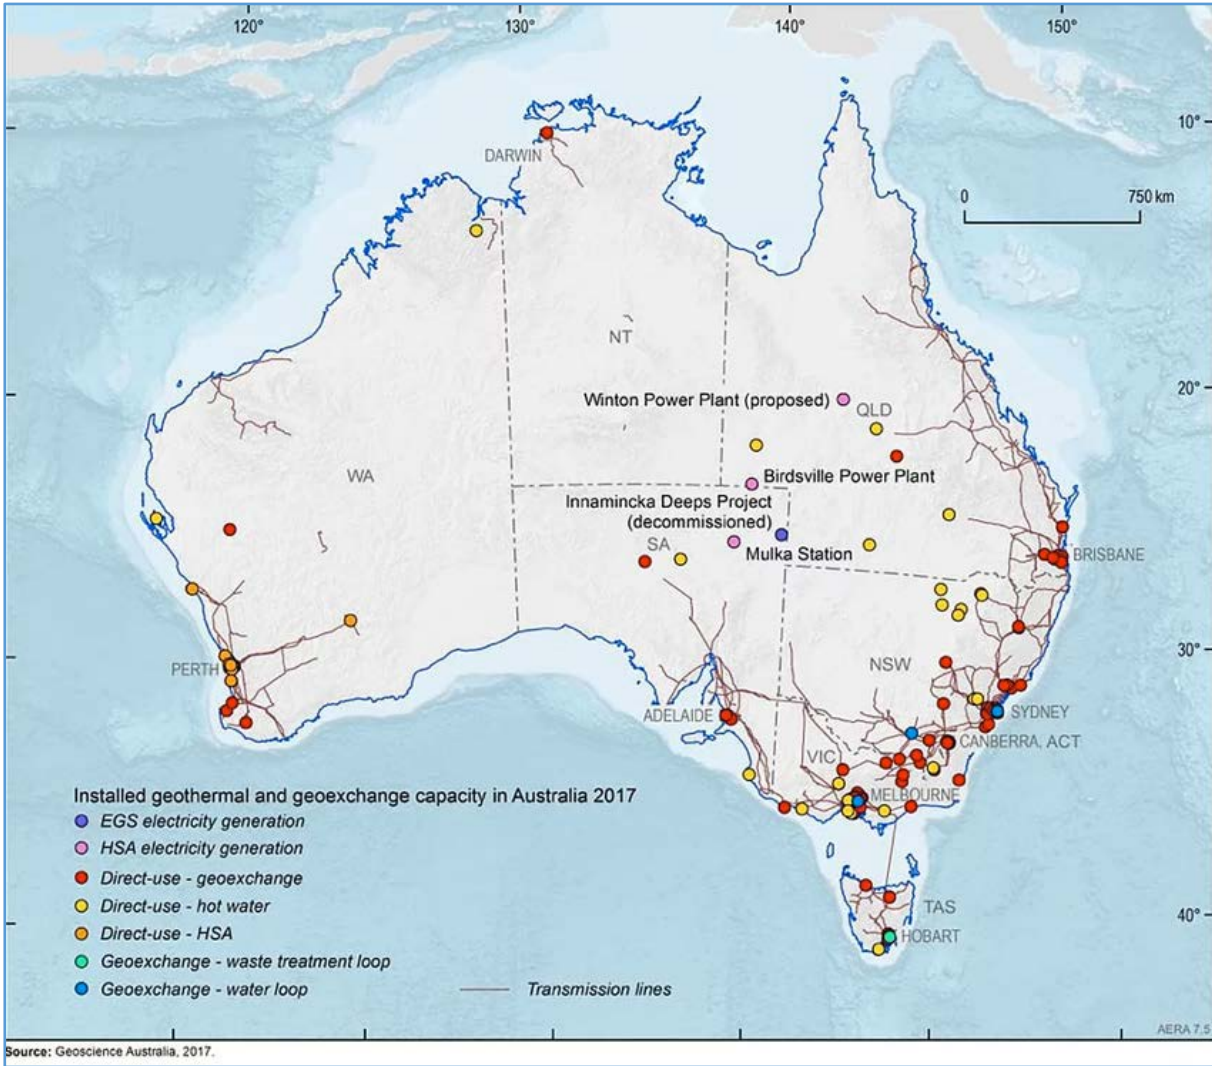 120°
130°
140°
150°
10°
DARWIN
0
750 km
NT
20°
Winton Power Plant (proposed)
QLD
WA
Birdsville Power Plant
Innamincka Deeps Project
(decommissioned)
SA
Mulka Station
BRISBANE
30°
PERTH
NSW
ADELAIDE
SYDNEY
CANBERRA, ACT
VIC
MELBOURNE
Installed geothermal and geoexchange capacity in Australia 2017
EGS electricity generation
HSA electricity generation
Direct-use - geoexchange
Direct-use - hot water
Direct-use - HSA
Geoexchange - waste treatment loop
Geoexchange - water loop
Transmission lines
TAS
40°
HOBART
AERA 7.5
Source: Geoscience Australia, 2017.